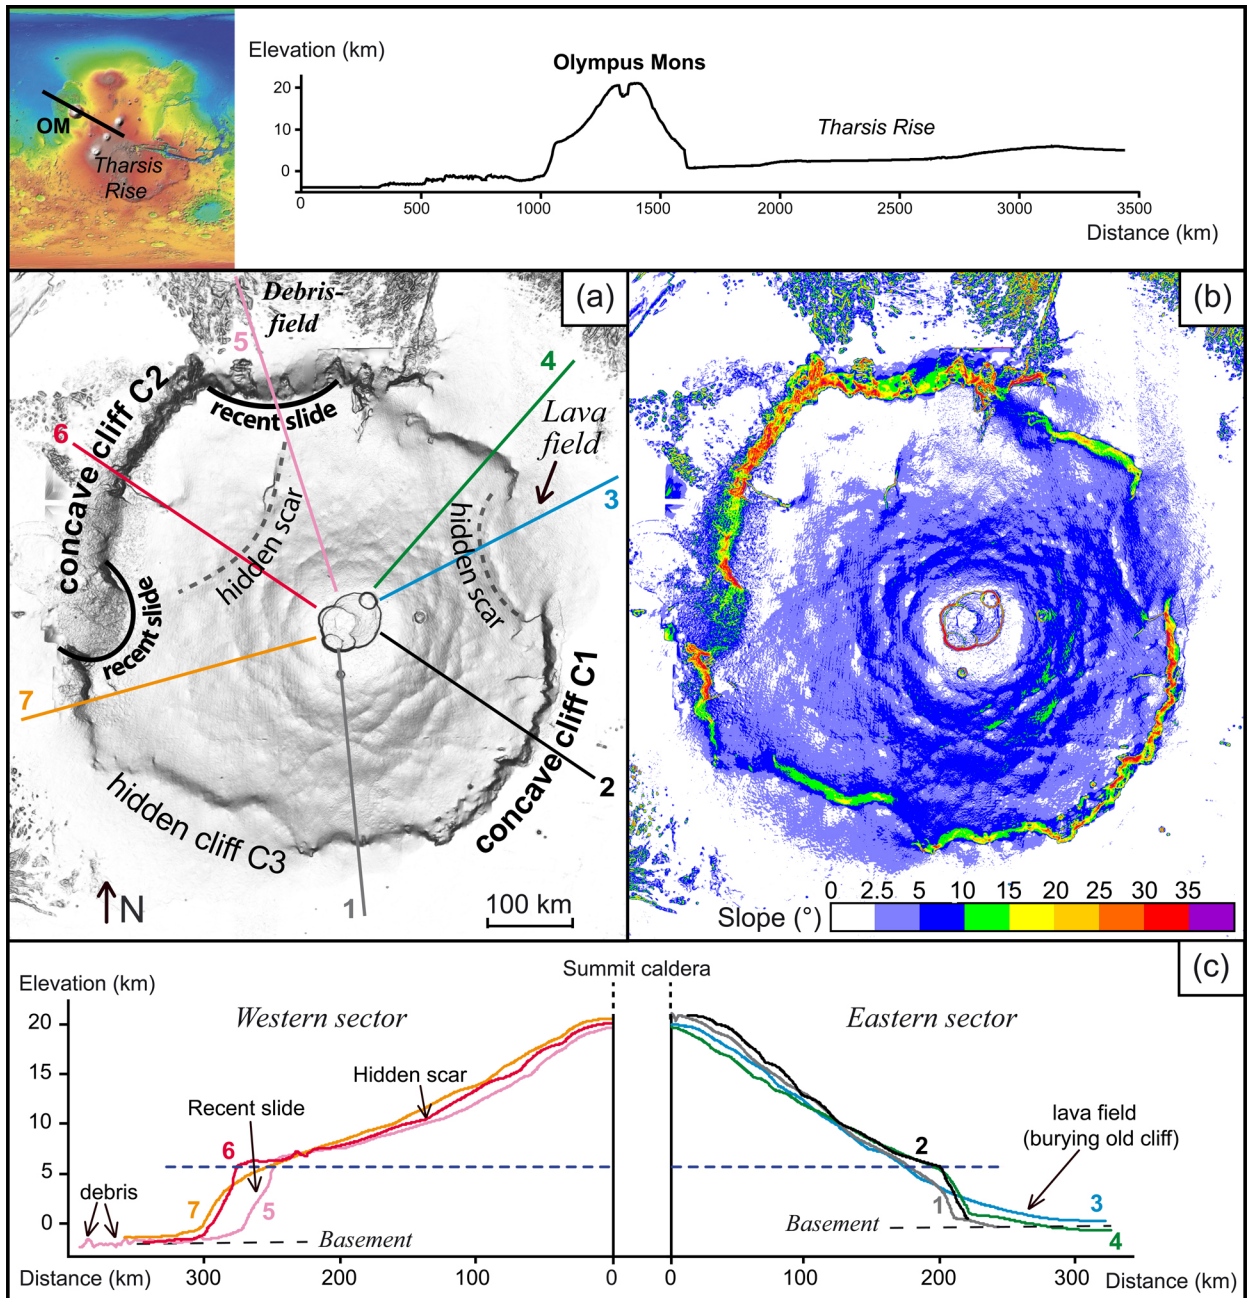 OM
Tharsis
Rise
Elevation (km)
Olympus Mons
20
10
0
Tharsis Rise
0
500
1000
1500
2000
2500
3000
3500
Distance (km)
(a)
Debris-
field
5
4
concave cliff C2
recent slide
Lava
field
6
3
hidden scar
hidden scar
recent slide
7
concave cliff C1
2
hidden cliff C3
N
1
100 km
(b)
0 2.5 5 10 15 20 25 30 35
Slope (°)
(c)
Summit caldera
Elevation (km)
Western sector
Eastern sector
20
15
10
5
0
Hidden scar
Recent slide
6
debris
7
5
Basement
2
lava field
(burying old cliff)
1
3
Basement
4
Distance (km)
300
200
100
0
0
100
200
300
Distance (km)